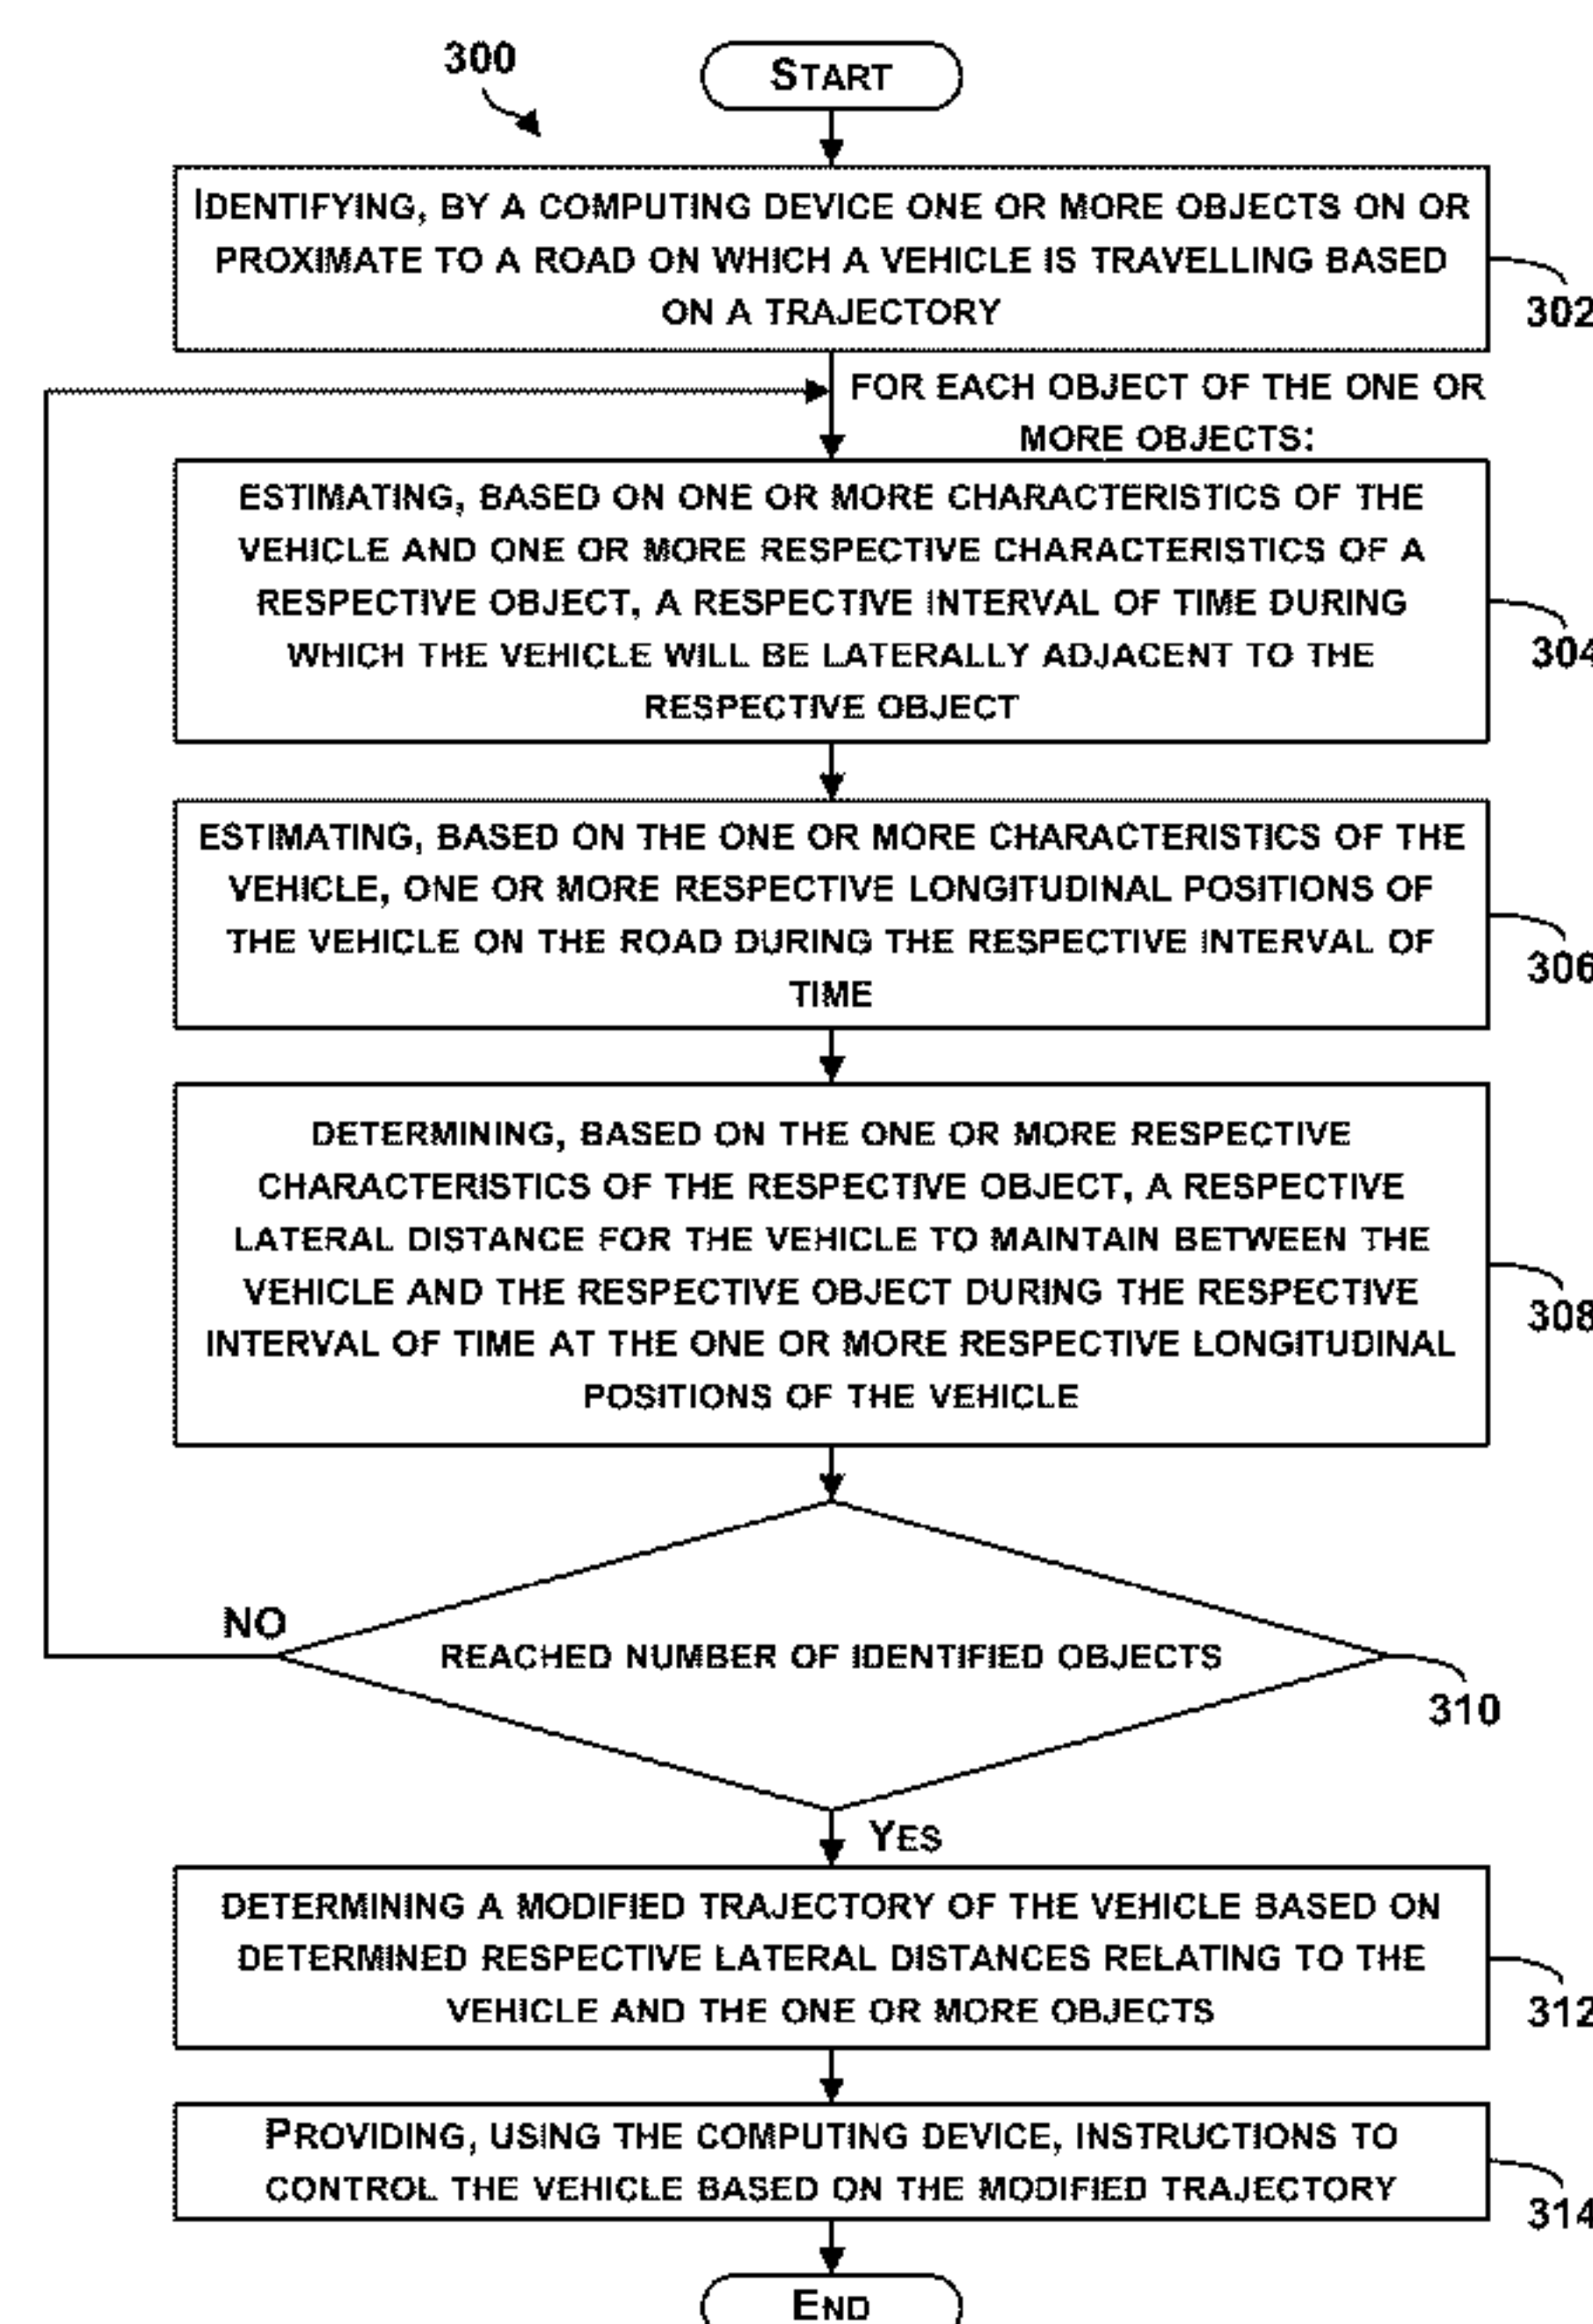 300
START
IDENTIFYING, BY A COMPUTING DEVICE ONE OR MORE OBJECTS ON OR
PROXIMATE TO A ROAD ON WHICH A VEHICLE IS TRAVELLING BASED
ON A TRAJECTORY
302
FOR EACH OBJECT OF THE ONE OR
MORE OBJECTS:
ESTIMATING, BASED ON ONE OR MORE CHARACTERISTICS OF THE
VEHICLE AND ONE OR MORE RESPECTIVE CHARACTERISTICS OF A
RESPECTIVE OBJECT, A RESPECTIVE INTERVAL OF TIME DURING
WHICH THE VEHICLE WILL BE LATERALLY ADJACENT TO THE
RESPECTIVE OBJECT
304
ESTIMATING, BASED ON THE ONE OR MORE CHARACTERISTICS OF THE
VEHICLE, ONE OR MORE RESPECTIVE LONGITUDINAL POSITIONS OF
THE VEHICLE ON THE ROAD DURING THE RESPECTIVE INTERVAL OF
TIME
306
DETERMINING, BASED ON THE ONE OR MORE RESPECTIVE
CHARACTERISTICS OF THE RESPECTIVE OBJECT, A RESPECTIVE
LATERAL DISTANCE FOR THE VEHICLE TO MAINTAIN BETWEEN THE
VEHICLE AND THE RESPECTIVE OBJECT DURING THE RESPECTIVE
INTERVAL OF TIME AT THE ONE OR MORE RESPECTIVE LONGITUDINAL
POSITIONS OF THE VEHICLE
308
NO
REACHED NUMBER OF IDENTIFIED OBJECTS
310
YES
DETERMINING A MODIFIED TRAJECTORY OF THE VEHICLE BASED ON
DETERMINED RESPECTIVE LATERAL DISTANCES RELATING TO THE
VEHICLE AND THE ONE OR MORE OBJECTS
312
PROVIDING, USING THE COMPUTING DEVICE, INSTRUCTIONS TO
CONTROL THE VEHICLE BASED ON THE MODIFIED TRAJECTORY
314
END